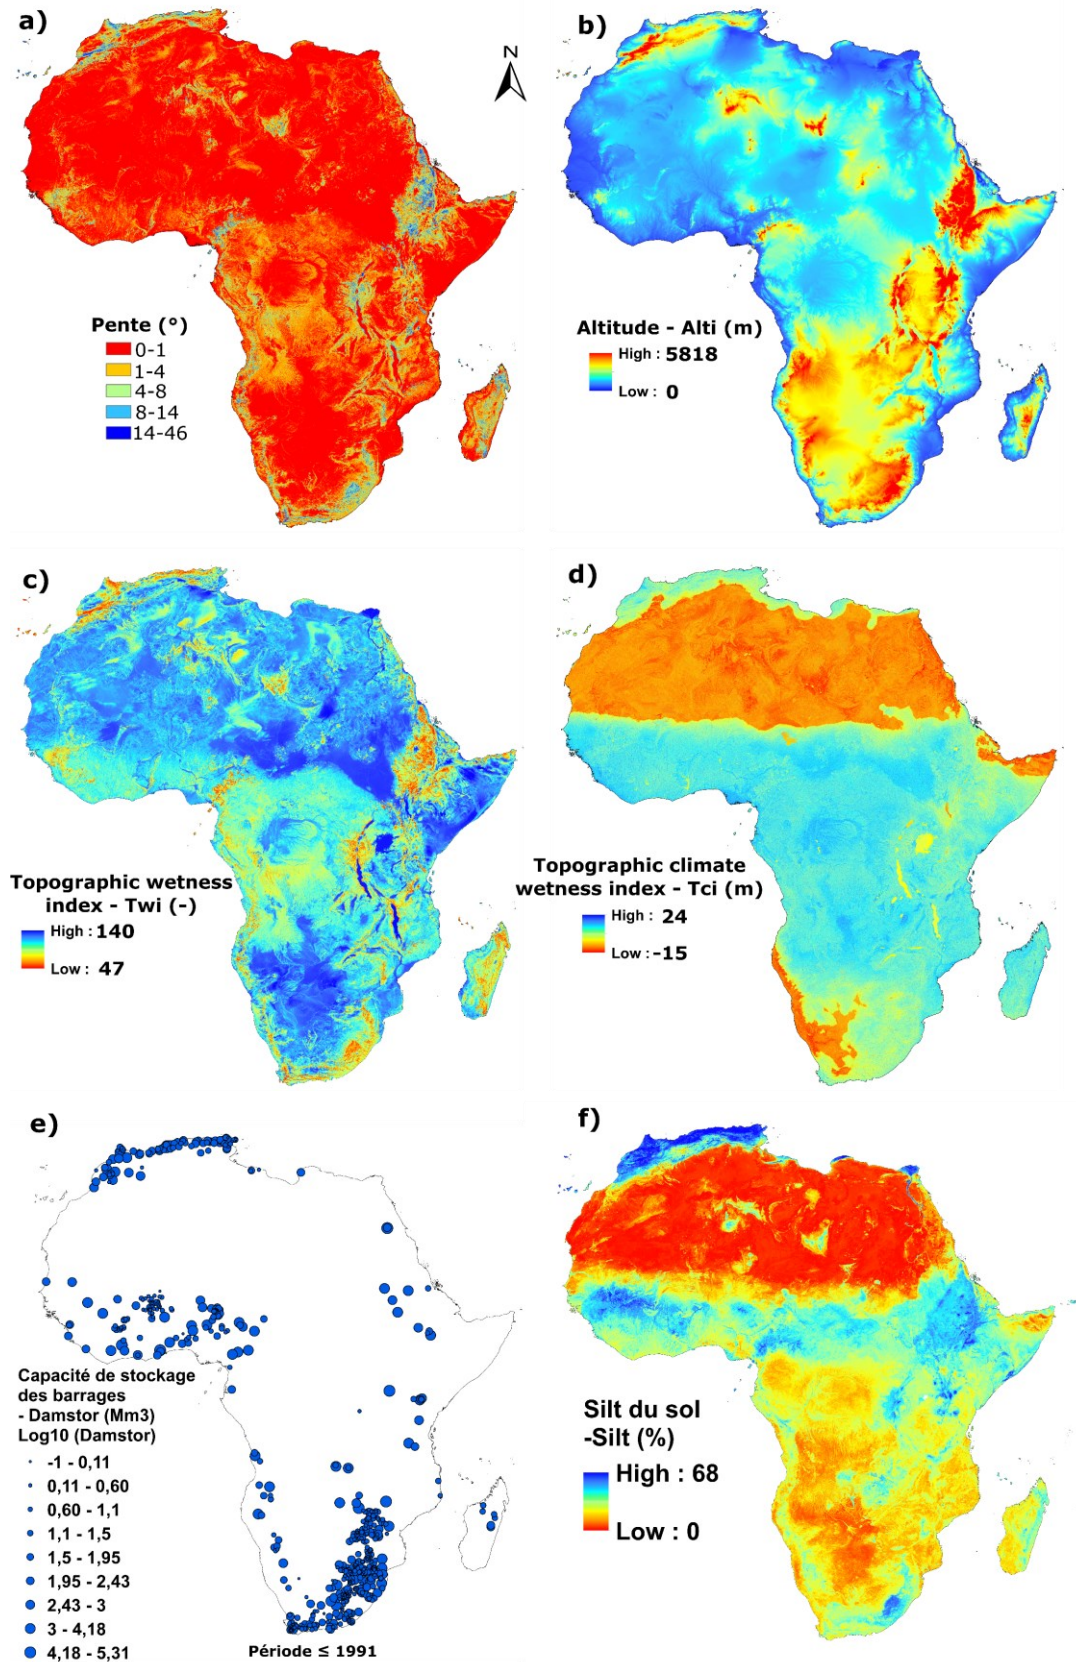 a)
N
Pente (°)
0-1
1-4
4-8
8-14
14-46
b)
Altitude - Alti (m)
High : 5818
Low : 0
c)
Topographic wetness
index - Twi (-)
High : 140
Low : 47
d)
Topographic climate
wetness index - Tci (m)
High : 24
Low : -15
e)
Capacité de stockage
des barrages
- Damstor (Mm3)
Log10 (Damstor)
-1 - 0,11
0,11 - 0,60
0,60 - 1,1
1,1 - 1,5
1,5 - 1,95
1,95 - 2,43
2,43 - 3
3 - 4,18
4,18 - 5,31
Période ≤ 1991
f)
Silt du sol
-Silt (%)
High : 68
Low : 0